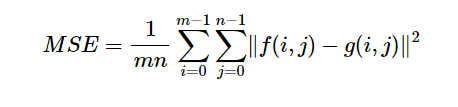 MSE = \frac{1}{mn} \sum_{i=0}^{m-1} \sum_{j=0}^{n-1} \|f(i,j) - g(i,j)\|^2